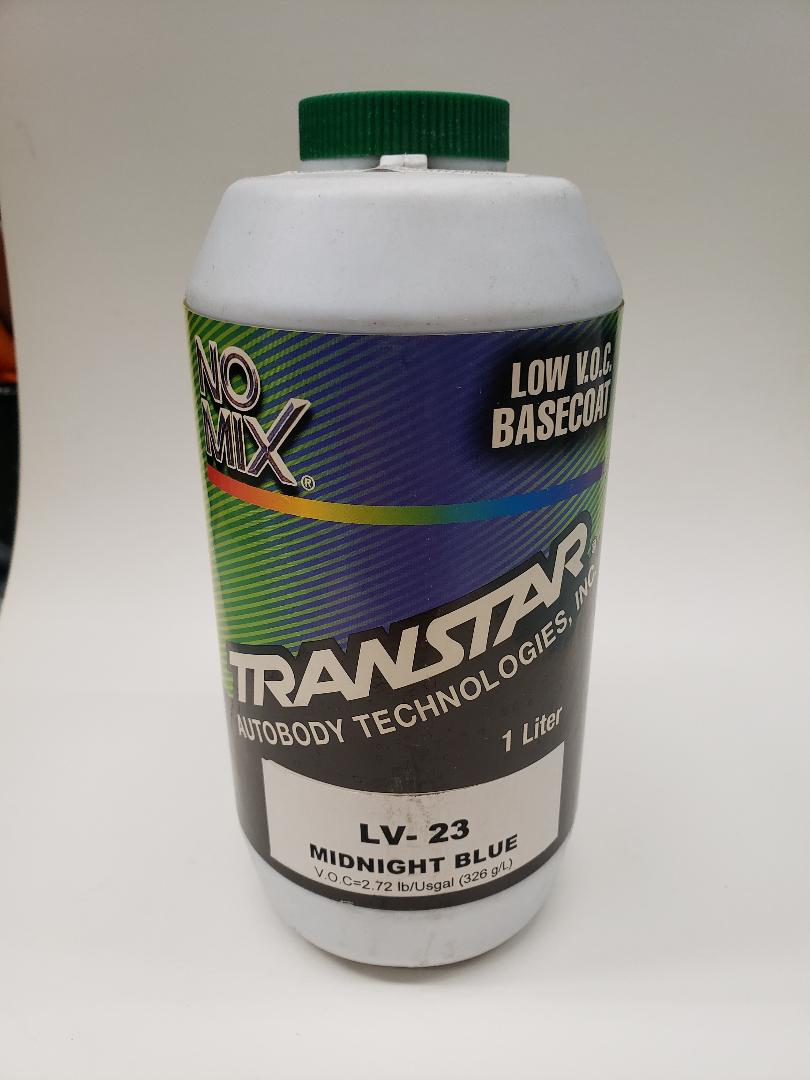 NO
MIX®
LOW V.O.C.
BASECOAT
TRANSTAR®
AUTOBODY TECHNOLOGIES, INC.
1 Liter
LV- 23
MIDNIGHT BLUE
V.O.C=2.72 lb/Usgal (326 g/L)